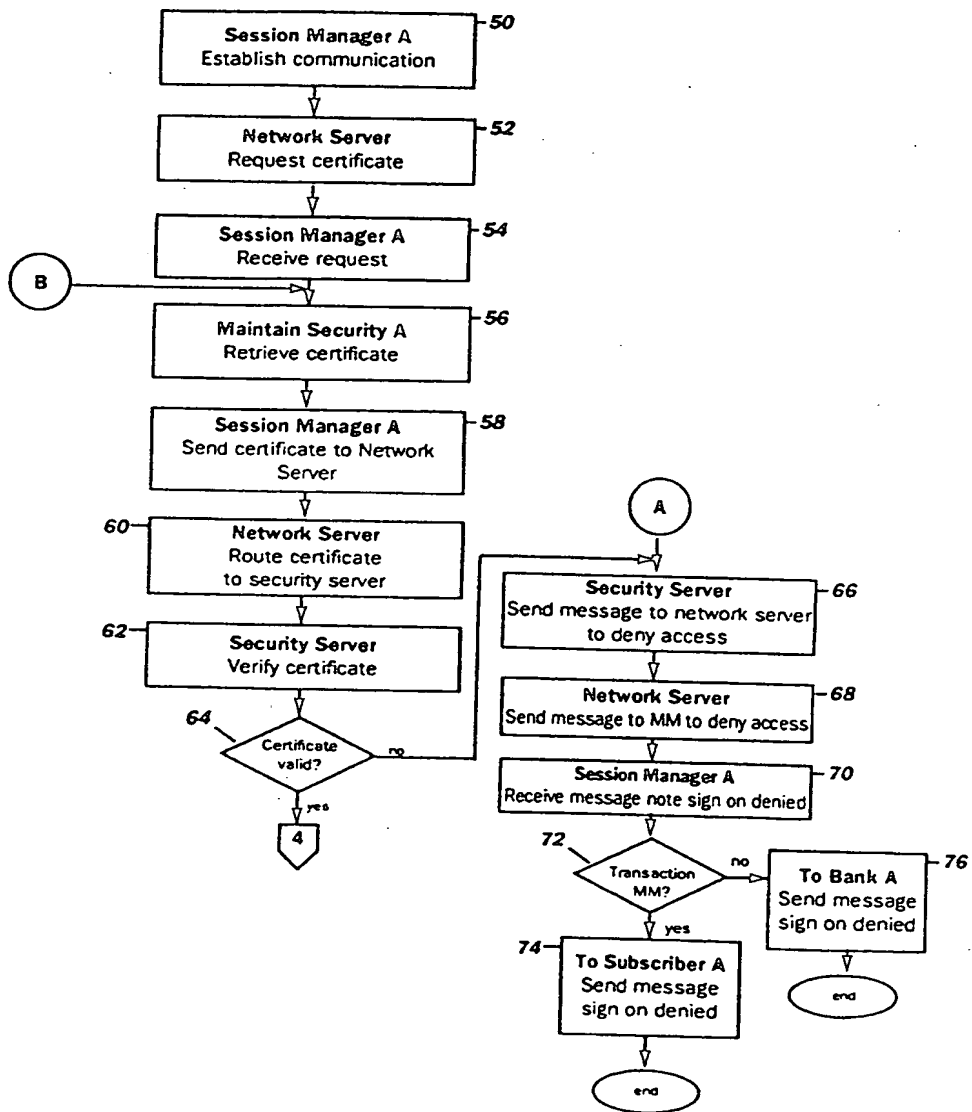 50
Session Manager A
Establish communication
52
Network Server
Request certificate
54
Session Manager A
Receive request
B
56
Maintain Security A
Retrieve certificate
58
Session Manager A
Send certificate to Network
Server
60
Network Server
Route certificate
to security server
62
Security Server
Verify certificate
64
Certificate
valid?
no
yes
4
A
66
Security Server
Send message to network server
to deny access
68
Network Server
Send message to MM to deny access
70
Session Manager A
Receive message note sign on denied
72
Transaction
MM?
no
yes
76
To Bank A
Send message
sign on denied
end
74
To Subscriber A
Send message
sign on denied
end